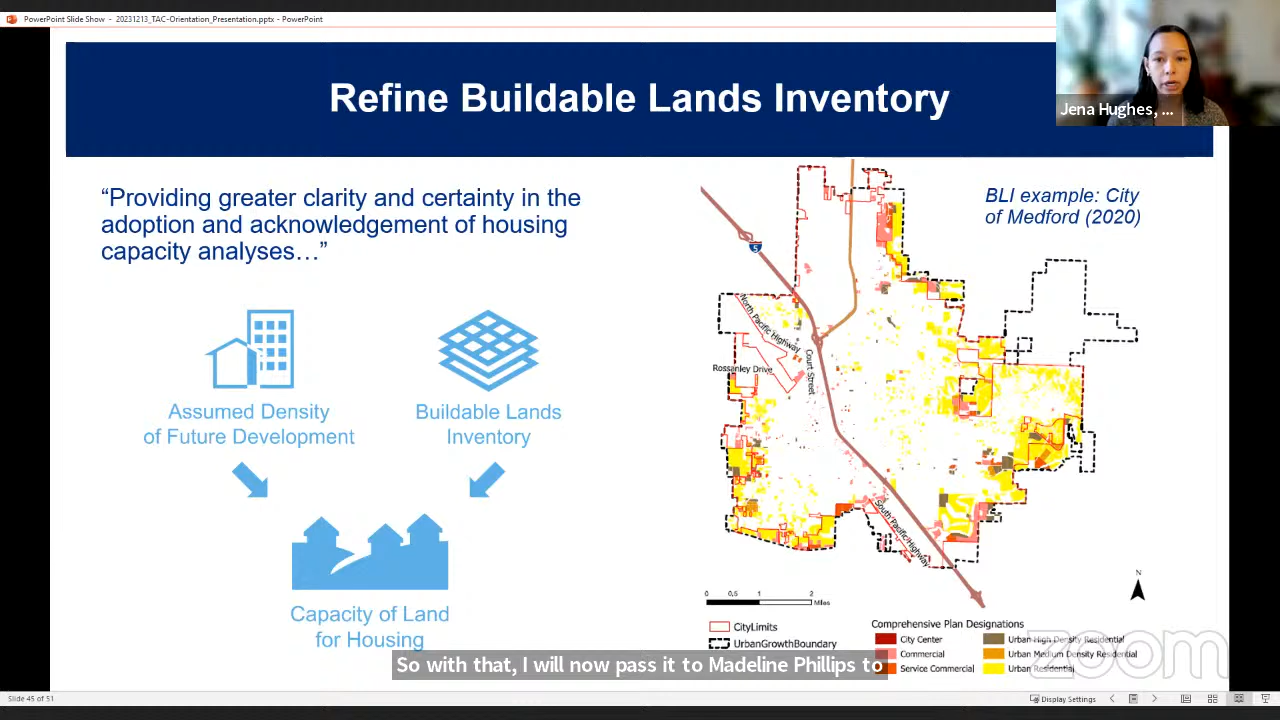 PowerPoint Slide Show - 20231213_TAC-Orientation_Presentation.pptx - PowerPoint
Jena Hughes, ...
Refine Buildable Lands Inventory
“Providing greater clarity and certainty in the
adoption and acknowledgement of housing
capacity analyses…”
BLI example: City
of Medford (2020)
Assumed Density
of Future Development
Buildable Lands
Inventory
Capacity of Land
for Housing
5
North Pacific Highway
Court Street
Rossanley Drive
South Pacific Highway
N
0 0.5 1 2
Miles
CityLimits
UrbanGrowthBoundary
Comprehensive Plan Designations
City Center
Commercial
Service Commercial
Urban High Density Residential
Urban Medium Density Residential
Urban Residential
zoom
So with that, I will now pass it to Madeline Phillips to
Slide 45 of 51
Display Settings